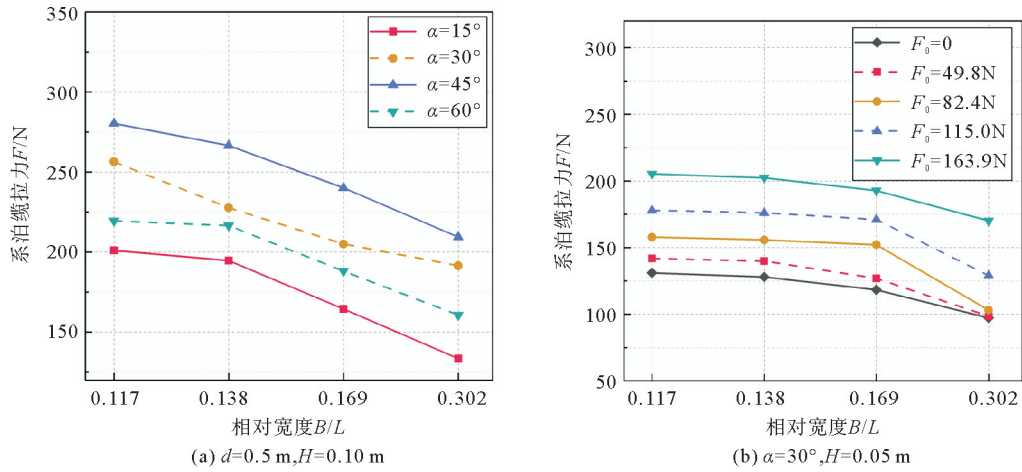 350
300
250
200
150
系泊缆拉力F/N
α=15°
α=30°
α=45°
α=60°
0.117 0.138 0.169 0.302
相对宽度B/L
(a) d=0.5 m,H=0.10 m
300
250
200
150
100
50
系泊缆拉力F/N
F₀=0
F₀=49.8N
F₀=82.4N
F₀=115.0N
F₀=163.9N
0.117 0.138 0.169 0.302
相对宽度B/L
(b) α=30°,H=0.05 m